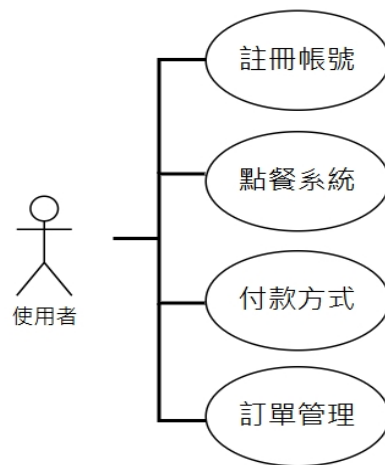 註冊帳號
點餐系統
付款方式
使用者
訂單管理